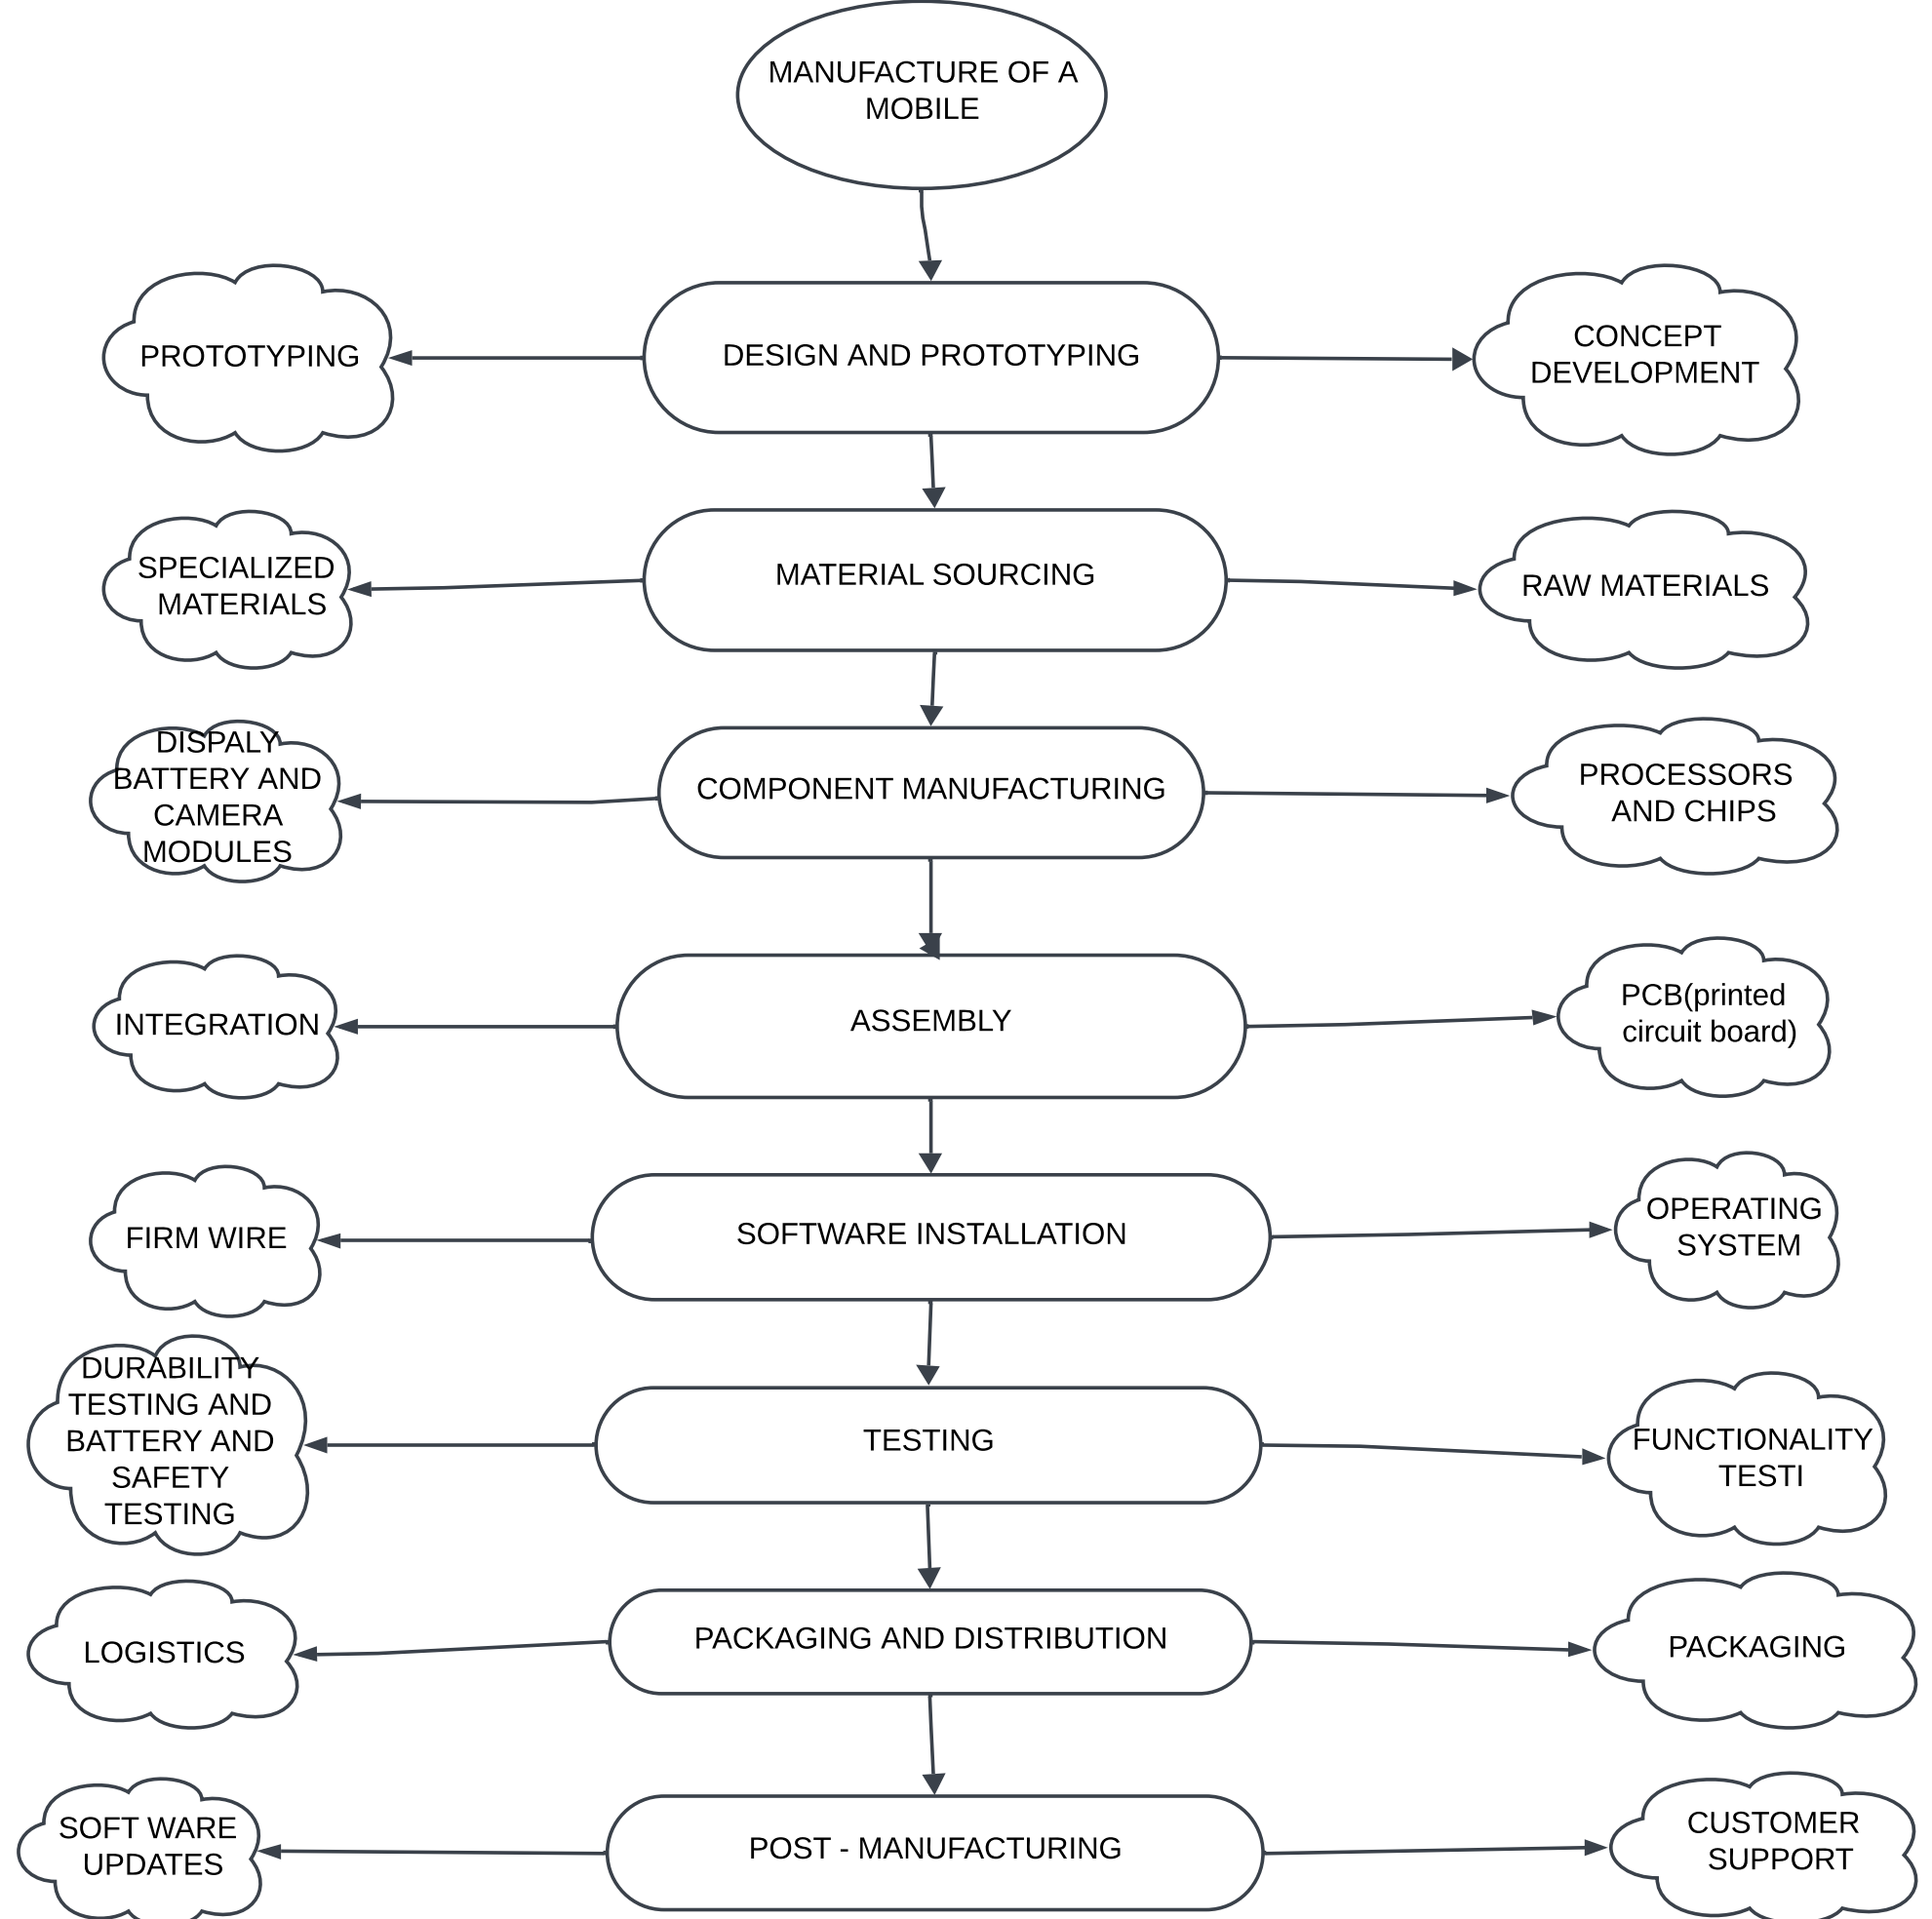 MANUFACTURE OF A
MOBILE
PROTOTYPING
DESIGN AND PROTOTYPING
CONCEPT
DEVELOPMENT
SPECIALIZED
MATERIALS
MATERIAL SOURCING
RAW MATERIALS
DISPALY
BATTERY AND
CAMERA
MODULES
COMPONENT MANUFACTURING
PROCESSORS
AND CHIPS
INTEGRATION
ASSEMBLY
PCB(printed
circuit board)
FIRM WIRE
SOFTWARE INSTALLATION
OPERATING
SYSTEM
DURABILITY
TESTING AND
BATTERY AND
SAFETY
TESTING
TESTING
FUNCTIONALITY
TESTI
LOGISTICS
PACKAGING AND DISTRIBUTION
PACKAGING
SOFT WARE
UPDATES
POST - MANUFACTURING
CUSTOMER
SUPPORT